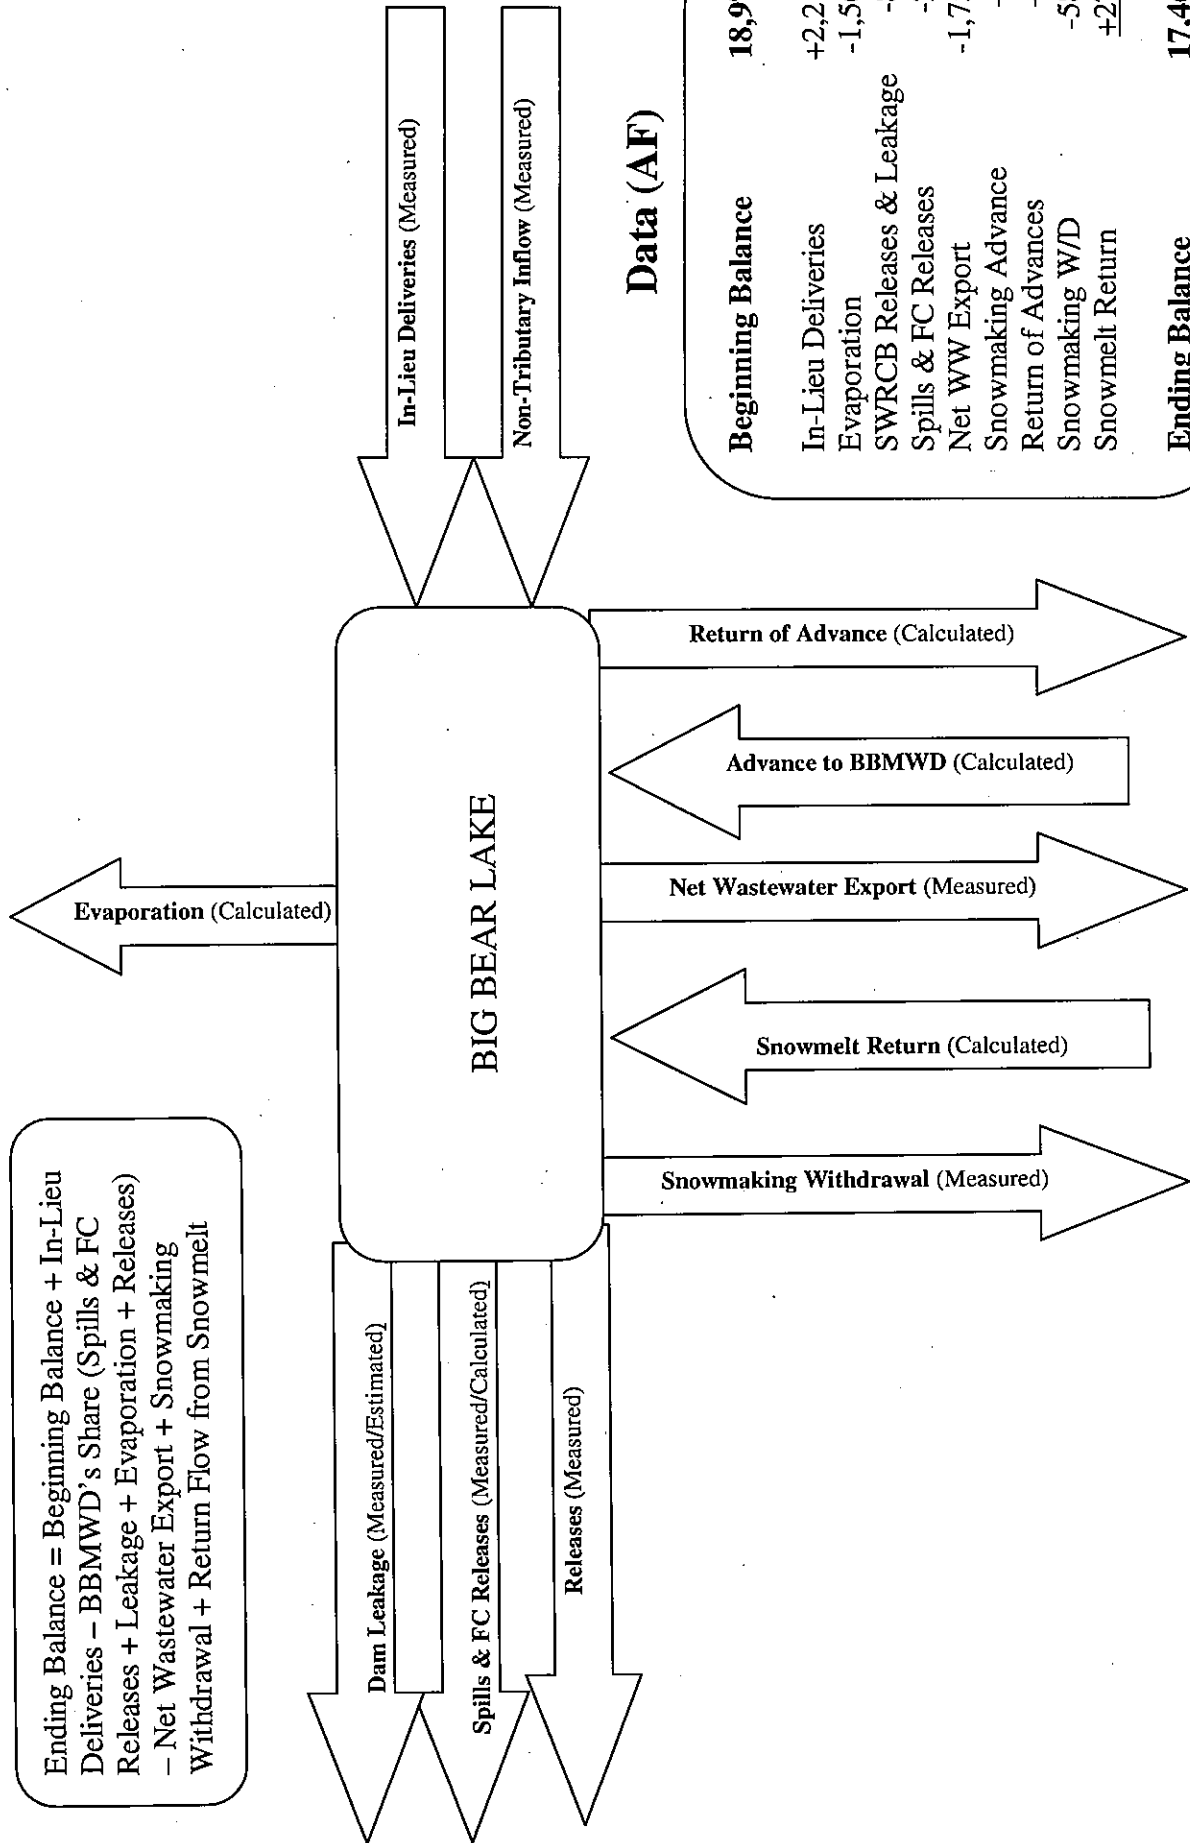 Ending Balance = Beginning Balance + In-Lieu
Deliveries – BBMWD's Share (Spills & FC
Releases + Leakage + Evaporation + Releases)
– Net Wastewater Export + Snowmaking
Withdrawal + Return Flow from Snowmelt
Evaporation (Calculated)
Dam Leakage (Measured/Estimated)
Spills & FC Releases (Measured/Calculated)
Releases (Measured)
BIG BEAR LAKE
In-Lieu Deliveries (Measured)
Non-Tributary Inflow (Measured)
Snowmaking Withdrawal (Measured)
Snowmelt Return (Calculated)
Net Wastewater Export (Measured)
Advance to BBMWD (Calculated)
Return of Advance (Calculated)
Data (AF)
Beginning Balance
In-Lieu Deliveries
Evaporation
SWRCB Releases & Leakage
Spills & FC Releases
Net WW Export
Snowmaking Advance
Return of Advances
Snowmaking W/D
Snowmelt Return
Ending Balance